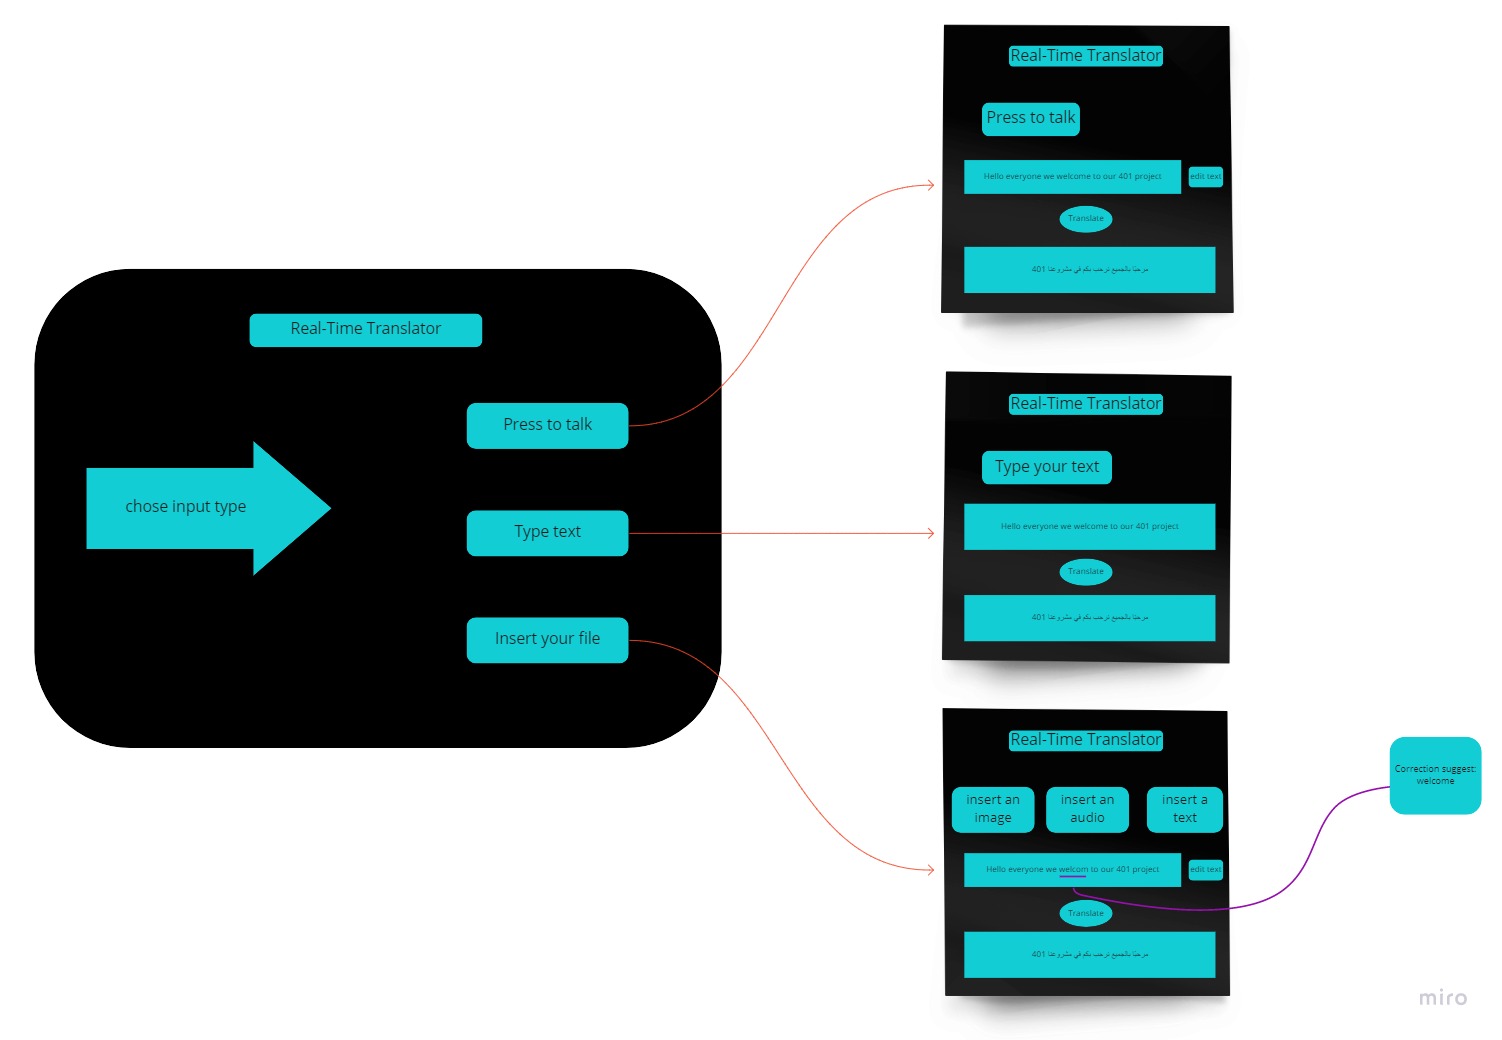 Real-Time Translator
chose input type
Press to talk
Type text
Insert your file
Real-Time Translator
Press to talk
Hello everyone we welcome to our 401 project
edit text
Translate
مرحبًا بالجميع نرحب بكم في مشروعنا 401
Real-Time Translator
Type your text
Hello everyone we welcome to our 401 project
Translate
مرحبًا بالجميع نرحب بكم في مشروعنا 401
Real-Time Translator
insert an
image
insert an
audio
insert a
text
Hello everyone we welcom to our 401 project
edit text
Translate
مرحبًا بالجميع نرحب بكم في مشروعنا 401
Correction suggest:
welcome
miro